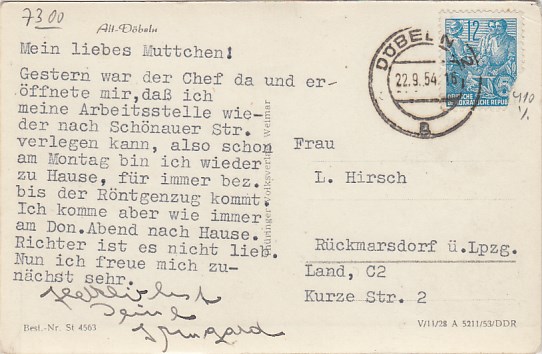 7300
Alt-Döbeln
Mein liebes Muttchen!
Gestern war der Chef da und er-
öffnete mir,daß ich
meine Arbeitsstelle wie-
der nach Schönauer Str.
verlegen kann, also schon
am Montag bin ich wieder
zu Hause, für immer bez.
bis der Röntgenzug kommt.
Ich komme aber wie immer
am Don.Abend nach Hause.
Richter ist es nicht lieb.
Nun ich freue mich zu-
nächst sehr.
Herzlichst
Deine
Irmgard
Best.-Nr. 51 4563
Thüringer Volksverlag Weimar
DÖBELN 2
22.9.54.16
12
DEUTSCHE
DEMOKRATISCHE REPUBLIK
Frau
L. Hirsch
Rückmarsdorf ü.Lpzg.
Land, C2
Kurze Str. 2
V/11/28 A 5211/53/DDR